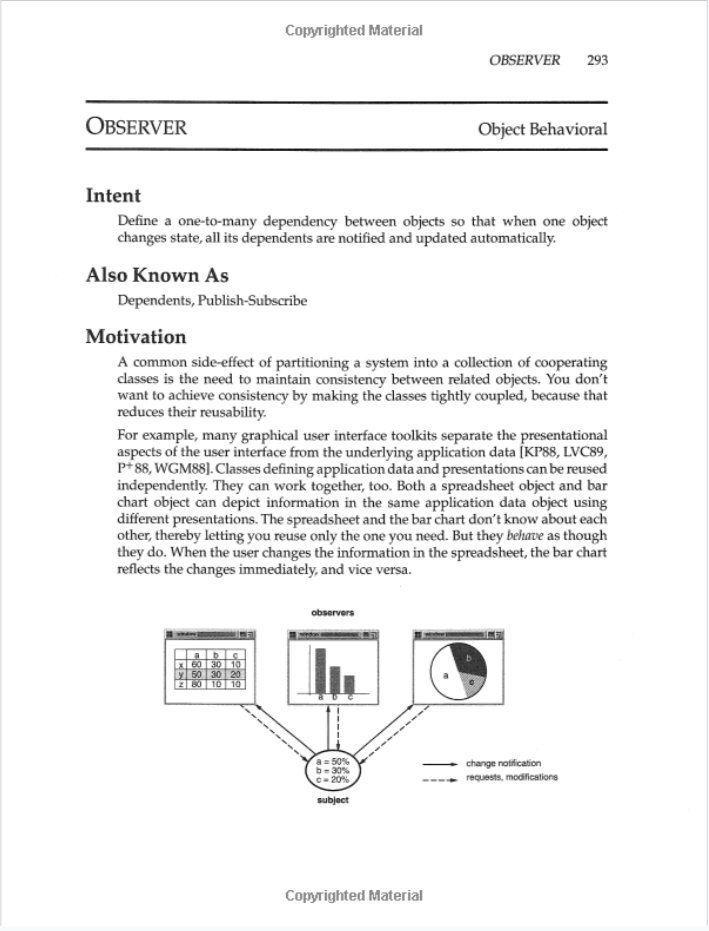 Copyrighted Material
OBSERVER 293
OBSERVER Object Behavioral
Intent
Define a one-to-many dependency between objects so that when one object
changes state, all its dependents are notified and updated automatically.
Also Known As
Dependents, Publish-Subscribe
Motivation
A common side-effect of partitioning a system into a collection of cooperating
classes is the need to maintain consistency between related objects. You don't
want to achieve consistency by making the classes tightly coupled, because that
reduces their reusability.
For example, many graphical user interface toolkits separate the presentational
aspects of the user interface from the underlying application data [KP88, LVC89,
P+88, WGM88]. Classes defining application data and presentations can be reused
independently. They can work together, too. Both a spreadsheet object and bar
chart object can depict information in the same application data object using
different presentations. The spreadsheet and the bar chart don't know about each
other, thereby letting you reuse only the one you need. But they behave as though
they do. When the user changes the information in the spreadsheet, the bar chart
reflects the changes immediately, and vice versa.
observers
window window window
a b c
x 60 30 10
y 50 30 20
z 80 10 10
a b c
a b c
a = 50%
b = 30%
c = 20%
subject
change notification
requests, modifications
Copyrighted Material